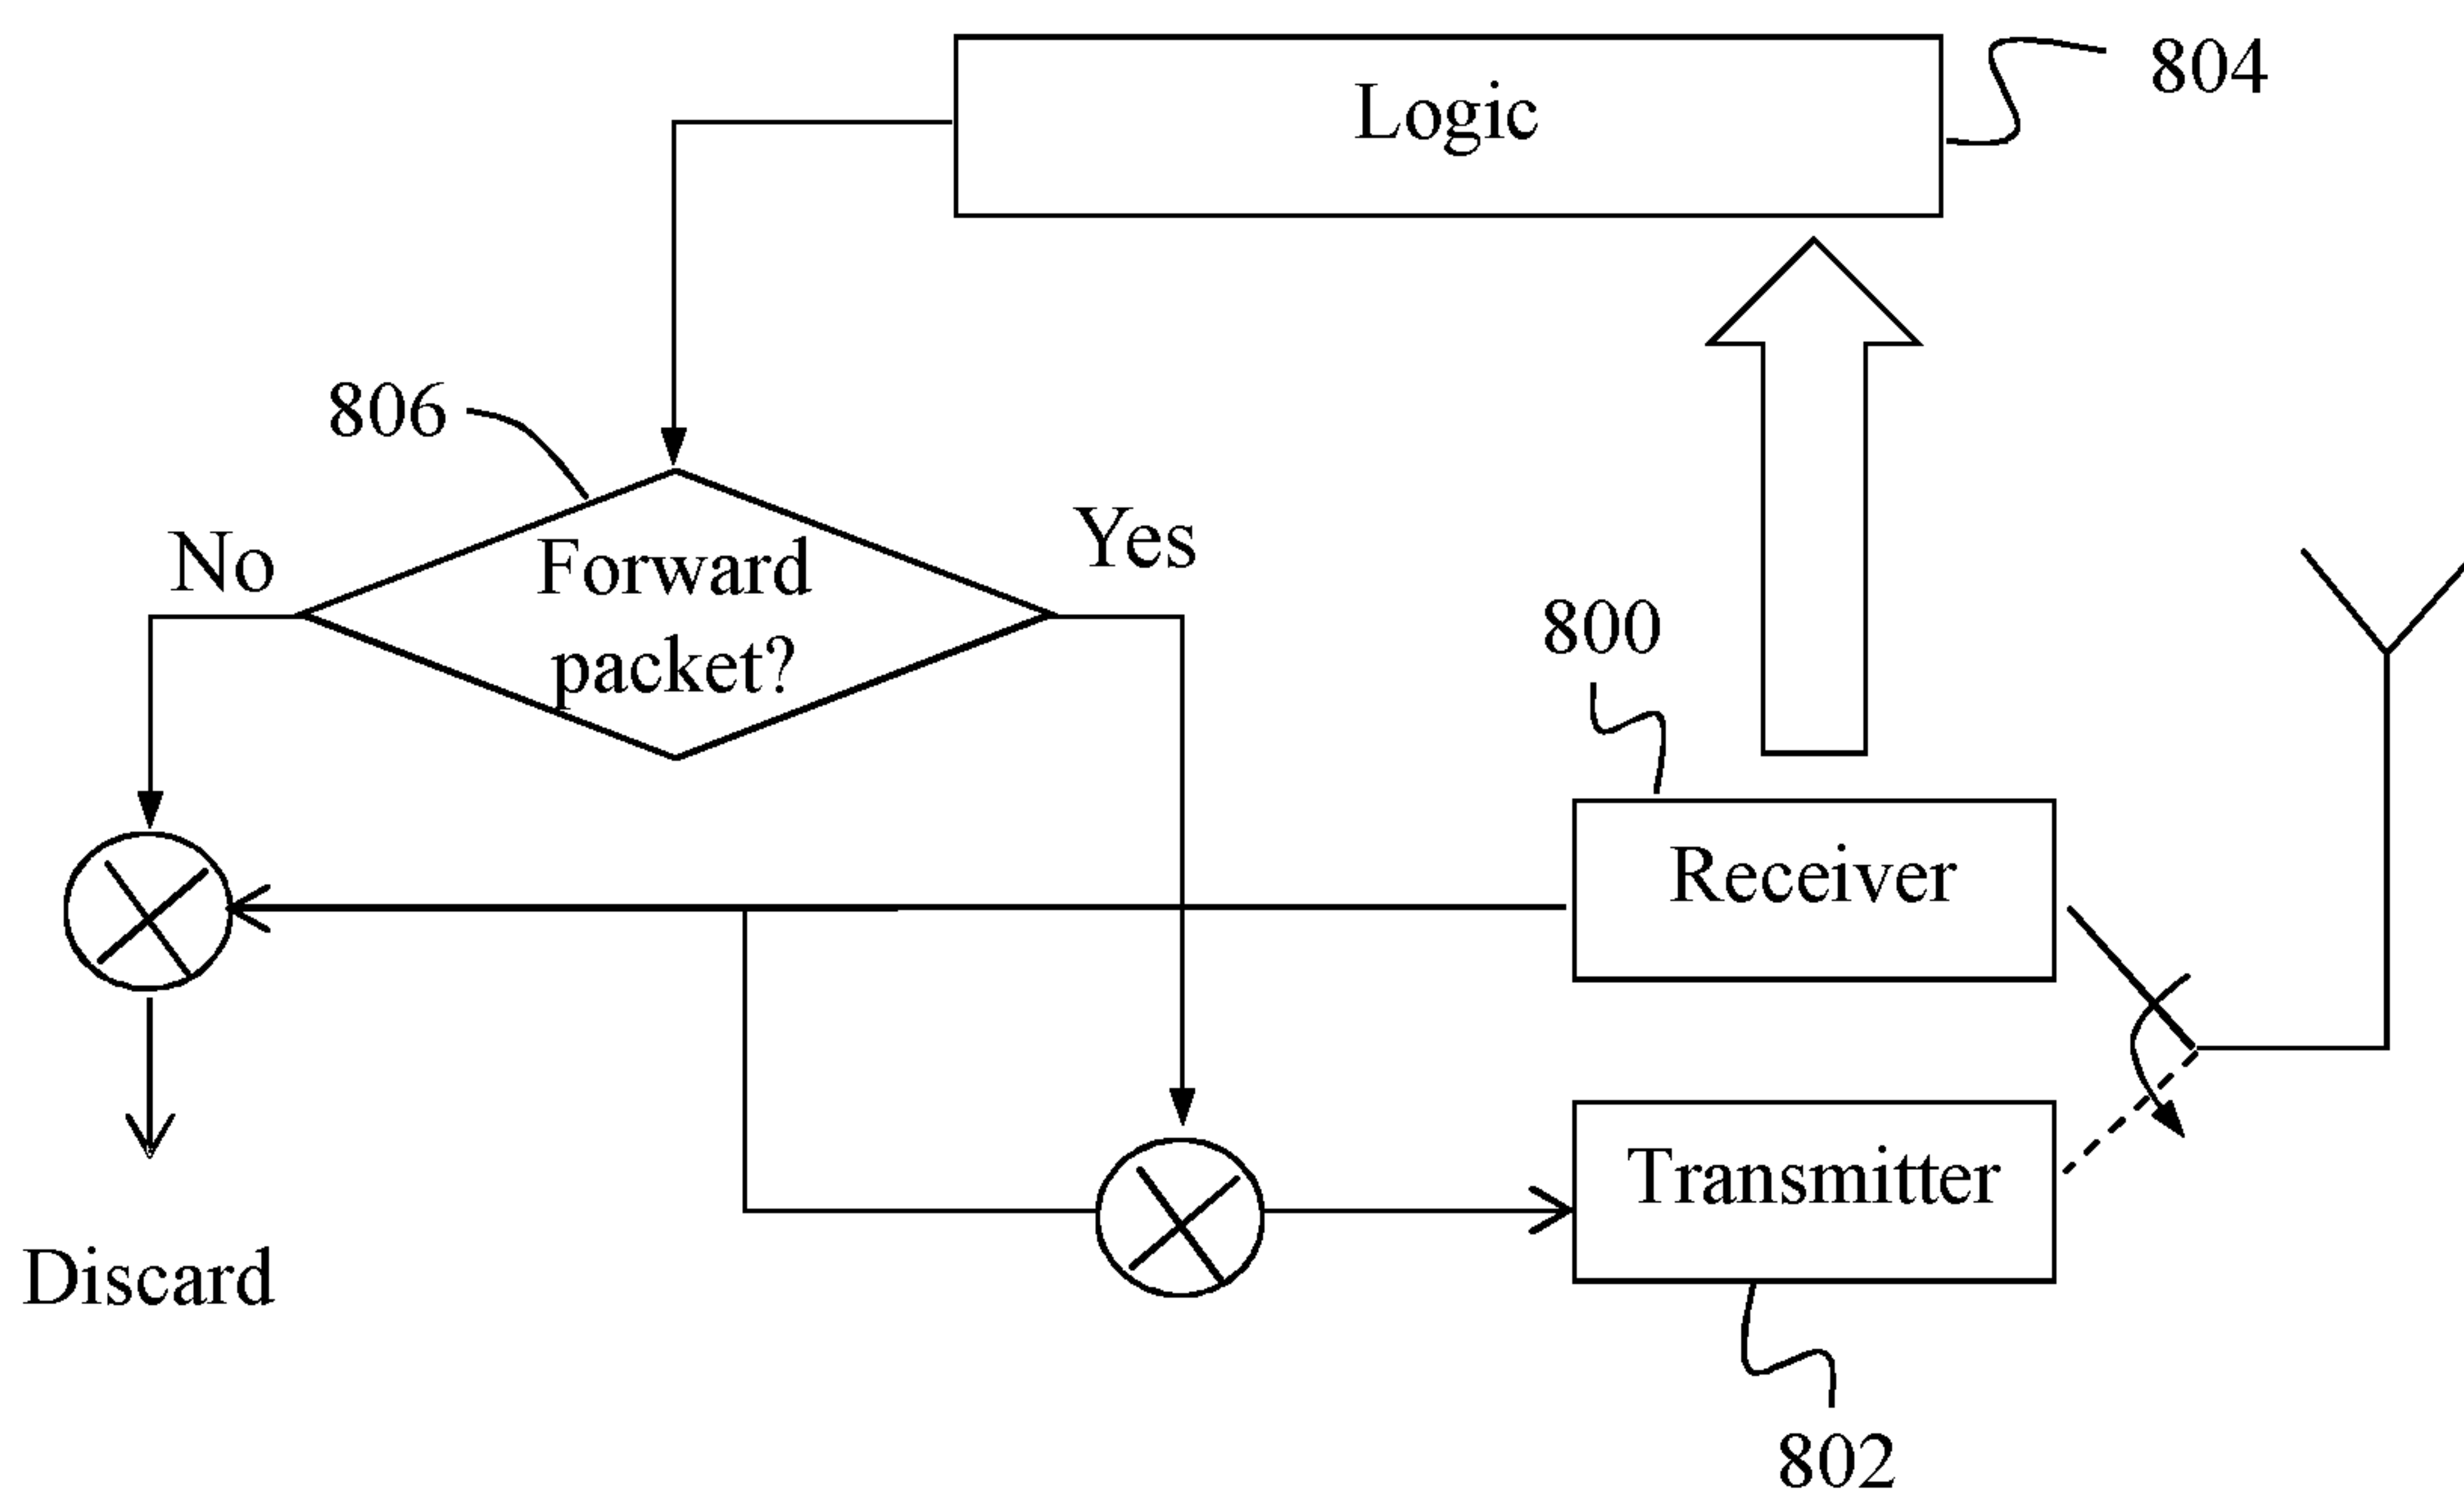 Logic
804
806
No
Forward
packet?
Yes
800
Receiver
Transmitter
Discard
802